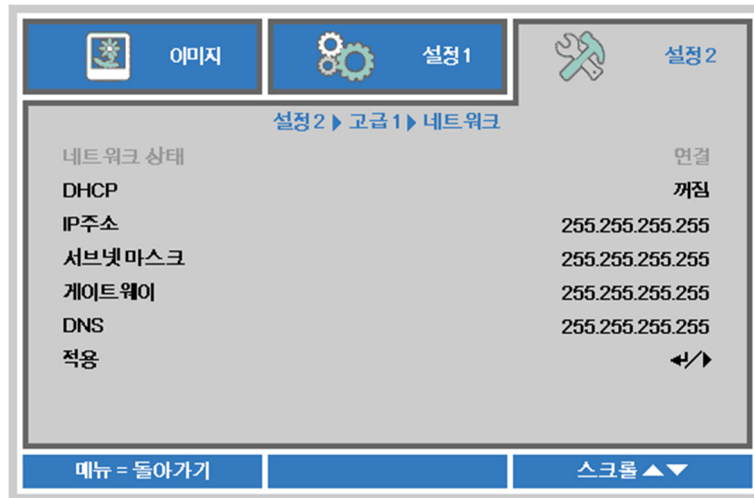 이미지 설정 1 설정 2
설정 2 ▶ 고급 1 ▶ 네트워크
네트워크 상태 연결
DHCP 꺼짐
IP주소 255.255.255.255
서브넷 마스크 255.255.255.255
게이트웨이 255.255.255.255
DNS 255.255.255.255
적용 ↵/▶
메뉴 = 돌아가기 스크롤 ▲▼